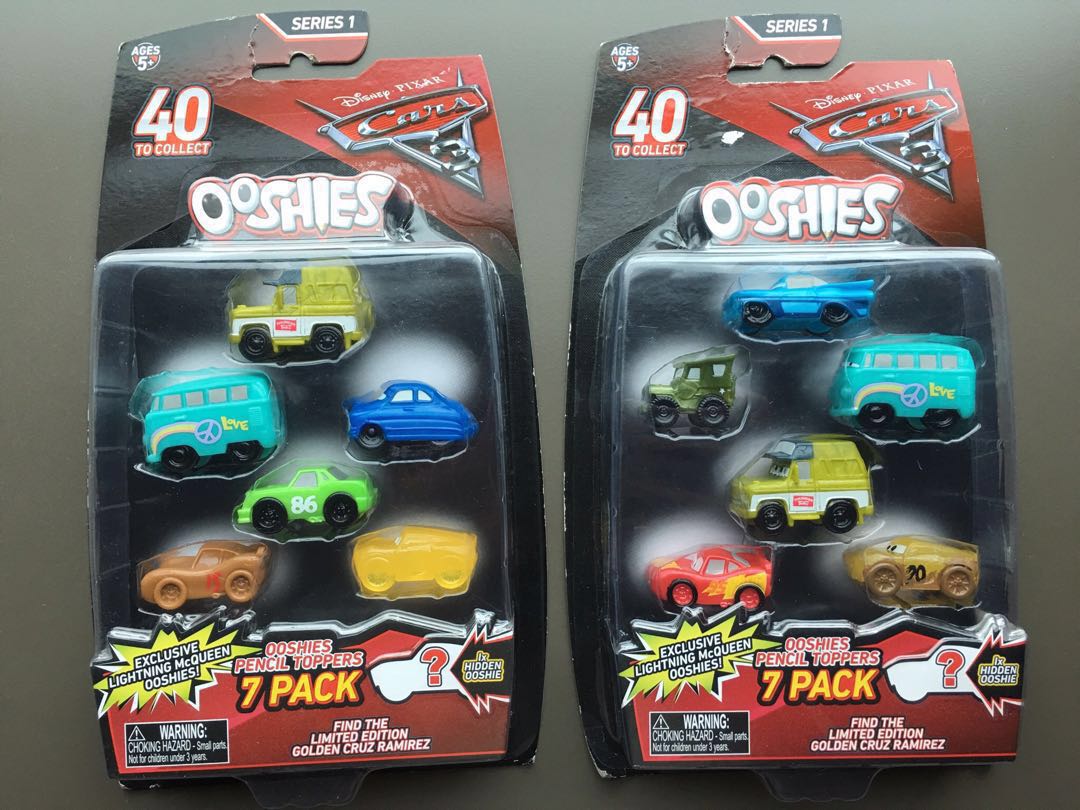 SERIES 1
AGES
5+
40
TO COLLECT
Disney PIXAR
Cars
3
OOSHIES
LOVE
86
15
EXCLUSIVE
LIGHTNING McQUEEN
OOSHIES!
OOSHIES
PENCIL TOPPERS
7 PACK
?
1x
HIDDEN
OOSHIE
WARNING:
CHOKING HAZARD - Small parts.
Not for children under 3 years.
FIND THE
LIMITED EDITION
GOLDEN CRUZ RAMIREZ
SERIES 1
AGES
5+
40
TO COLLECT
Disney PIXAR
Cars
3
OOSHIES
LOVE
20
EXCLUSIVE
LIGHTNING McQUEEN
OOSHIES!
OOSHIES
PENCIL TOPPERS
7 PACK
?
1x
HIDDEN
OOSHIE
WARNING:
CHOKING HAZARD - Small parts.
Not for children under 3 years.
FIND THE
LIMITED EDITION
GOLDEN CRUZ RAMIREZ